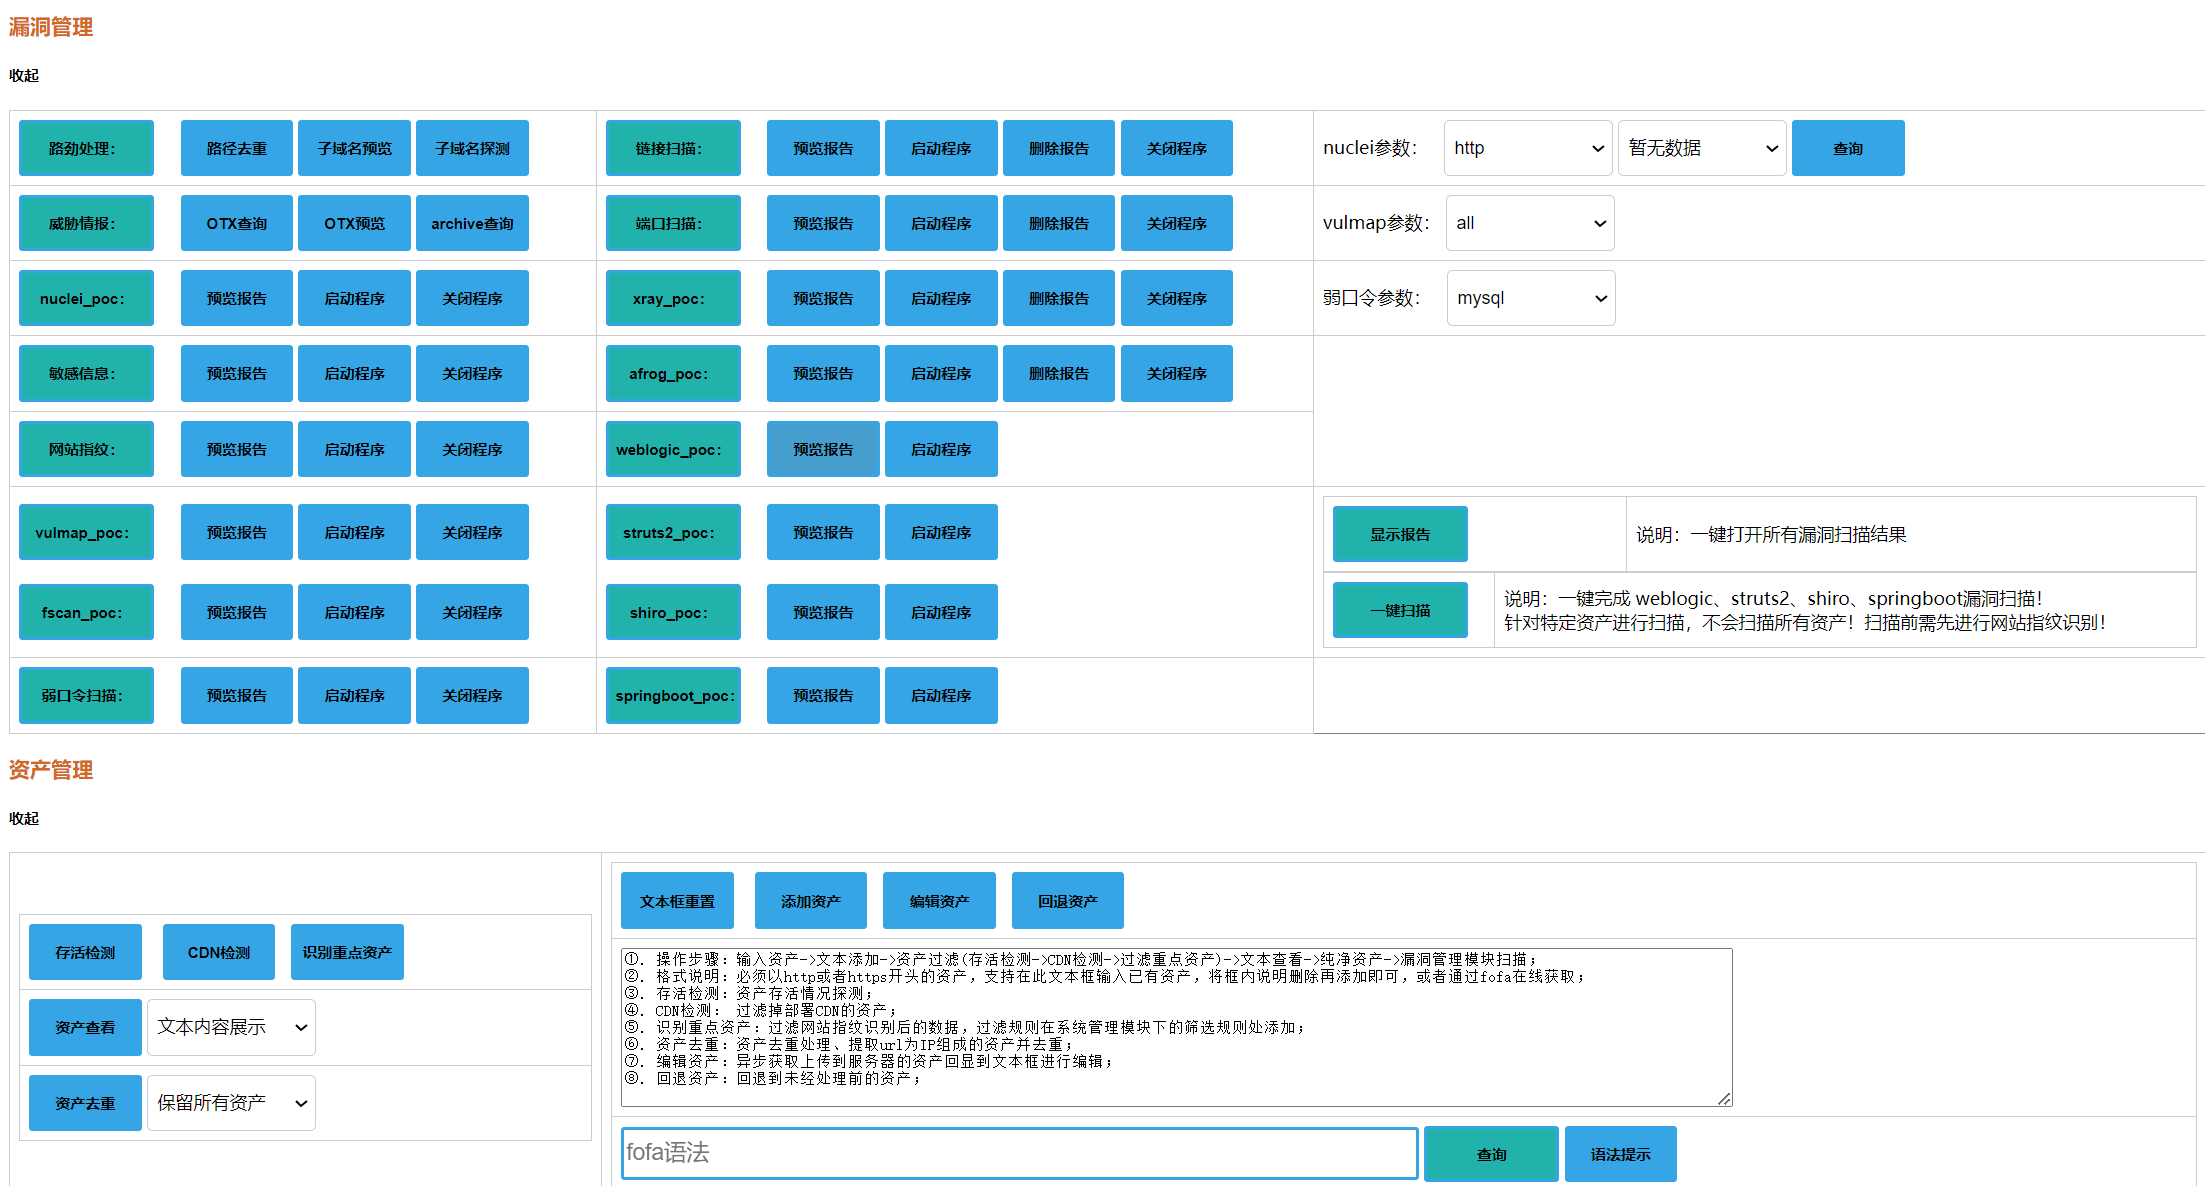 漏洞管理
收起
路劲处理： 路径去重 子域名预览 子域名探测 链接扫描： 预览报告 启动程序 删除报告 关闭程序 nuclei参数： http 暂无数据 查询
威胁情报： OTX查询 OTX预览 archive查询 端口扫描： 预览报告 启动程序 删除报告 关闭程序 vulmap参数： all
nuclei_poc： 预览报告 启动程序 关闭程序 xray_poc： 预览报告 启动程序 删除报告 关闭程序 弱口令参数： mysql
敏感信息： 预览报告 启动程序 关闭程序 afrog_poc： 预览报告 启动程序 删除报告 关闭程序
网站指纹： 预览报告 启动程序 关闭程序 weblogic_poc： 预览报告 启动程序
vulmap_poc： 预览报告 启动程序 关闭程序 struts2_poc： 预览报告 启动程序 显示报告 说明：一键打开所有漏洞扫描结果
fscan_poc： 预览报告 启动程序 关闭程序 shiro_poc： 预览报告 启动程序 一键扫描 说明：一键完成 weblogic、struts2、shiro、springboot漏洞扫描！
针对特定资产进行扫描，不会扫描所有资产！扫描前需先进行网站指纹识别！
弱口令扫描： 预览报告 启动程序 关闭程序 springboot_poc： 预览报告 启动程序
资产管理
收起
存活检测 CDN检测 识别重点资产
资产查看 文本内容展示
资产去重 保留所有资产
文本框重置 添加资产 编辑资产 回退资产
①. 操作步骤：输入资产->文本添加->资产过滤(存活检测->CDN检测->过滤重点资产)->文本查看->纯净资产->漏洞管理模块扫描；
②. 格式说明：必须以http或者https开头的资产，支持在此文本框输入已有资产，将框内说明删除再添加即可，或者通过fofa在线获取；
③. 存活检测：资产存活情况探测；
④. CDN检测： 过滤掉部署CDN的资产；
⑤. 识别重点资产：过滤网站指纹识别后的数据，过滤规则在系统管理模块下的筛选规则处添加；
⑥. 资产去重：资产去重处理、提取url为IP组成的资产并去重；
⑦. 编辑资产：异步获取上传到服务器的资产回显到文本框进行编辑；
⑧. 回退资产：回退到未经处理前的资产；
fofa语法 查询 语法提示